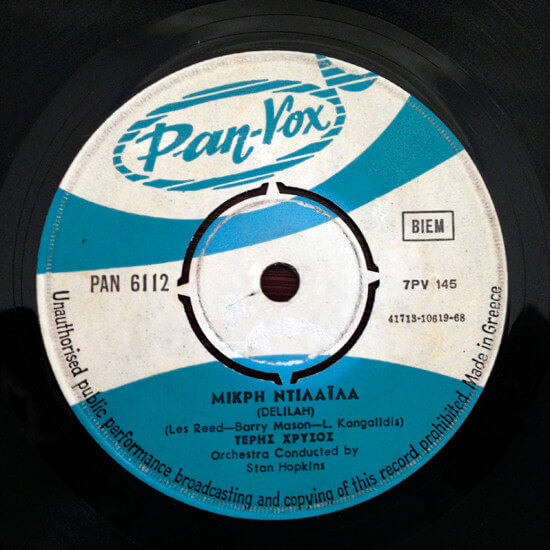 Pan-Vox
BIEM
PAN 6112
7PV 145
41713-10619-68
ΜΙΚΡΗ ΝΤΙΛΑΪΛΑ
(DELILAH)
(Les Reed—Barry Mason—L. Kongalidis)
ΤΕΡΗΣ ΧΡΥΣΟΣ
Orchestra Conducted by
Stan Hopkins
Unauthorised public performance broadcasting and copying of this record prohibited. Made in Greece